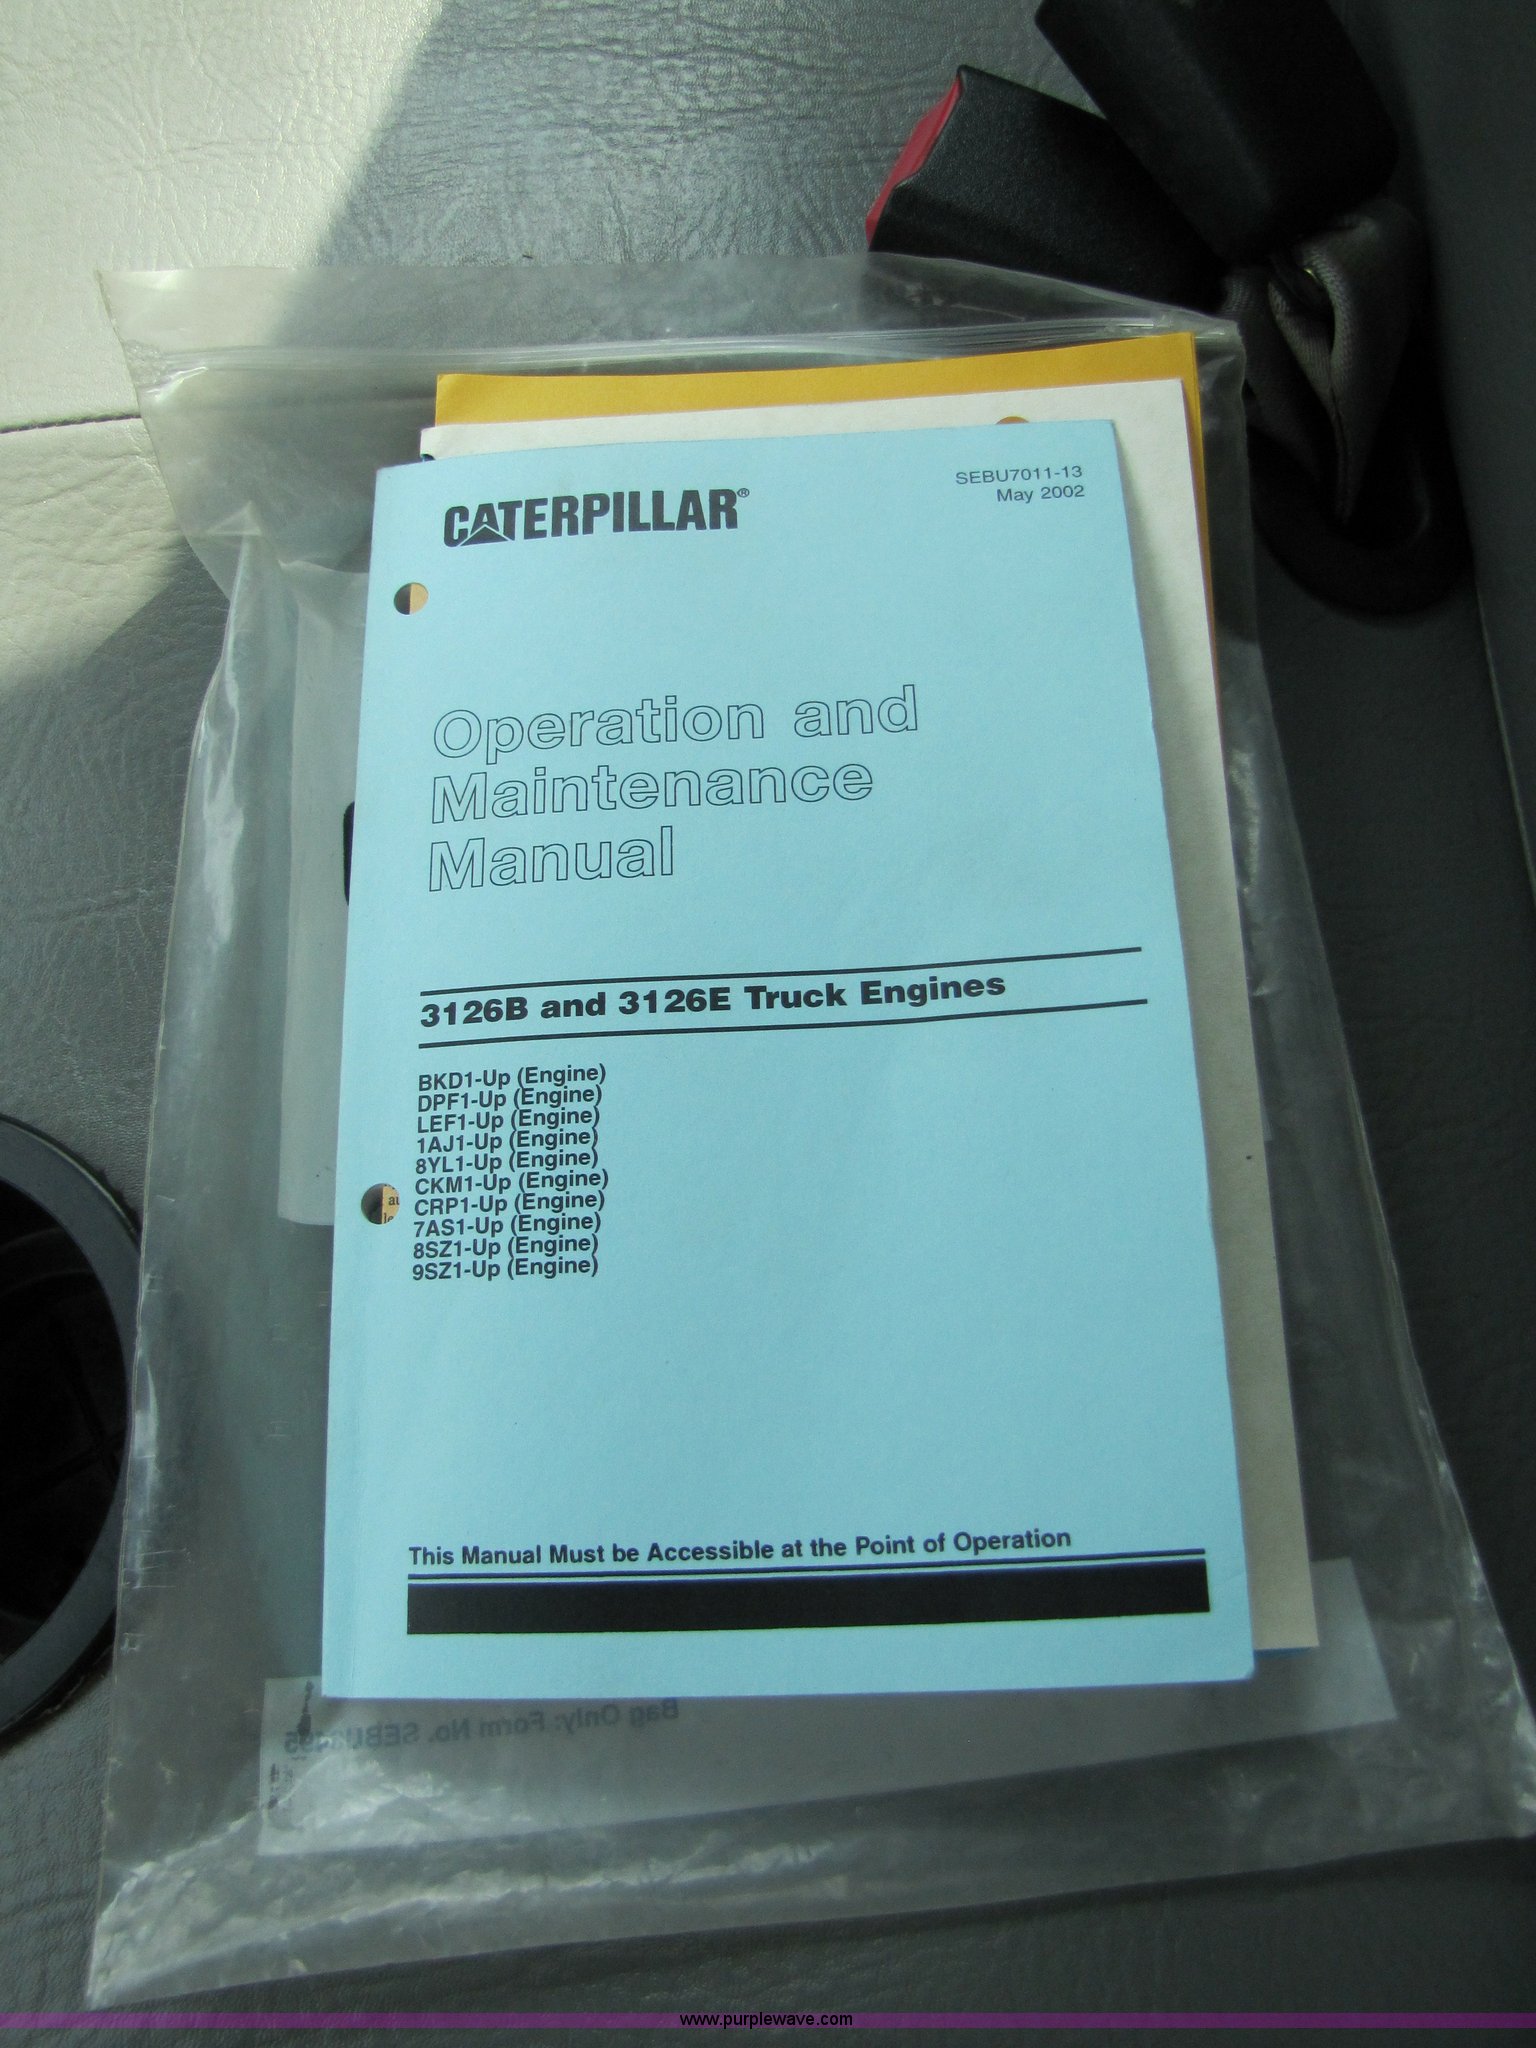 CATERPILLAR®
SEBU7011-13
May 2002
Operation and
Maintenance
Manual
3126B and 3126E Truck Engines
BKD1-Up (Engine)
DPF1-Up (Engine)
LEF1-Up (Engine)
1AJ1-Up (Engine)
8YL1-Up (Engine)
CKM1-Up (Engine)
CRP1-Up (Engine)
7AS1-Up (Engine)
8SZ1-Up (Engine)
9SZ1-Up (Engine)
This Manual Must be Accessible at the Point of Operation
Bag Only: Form No.
www.purplewave.com